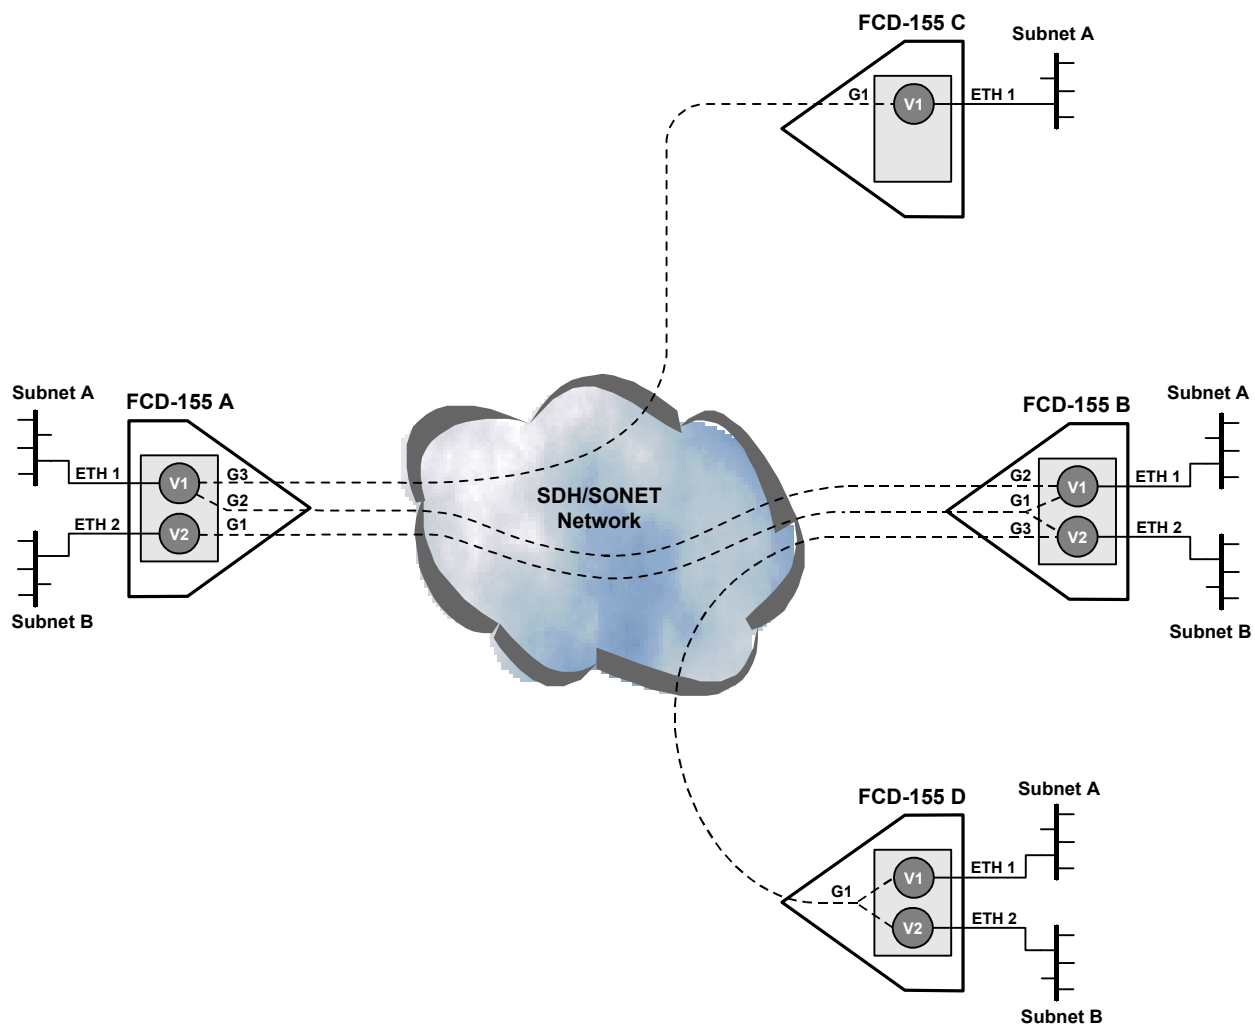 FCD-155 C
Subnet A
G1
V1
ETH 1
Subnet A
FCD-155 A
ETH 1
V1
G3
G2
ETH 2
V2
G1
Subnet B
SDH/SONET
Network
FCD-155 B
Subnet A
G2
V1
ETH 1
G1
G3
V2
ETH 2
Subnet B
FCD-155 D
Subnet A
V1
ETH 1
G1
V2
ETH 2
Subnet B